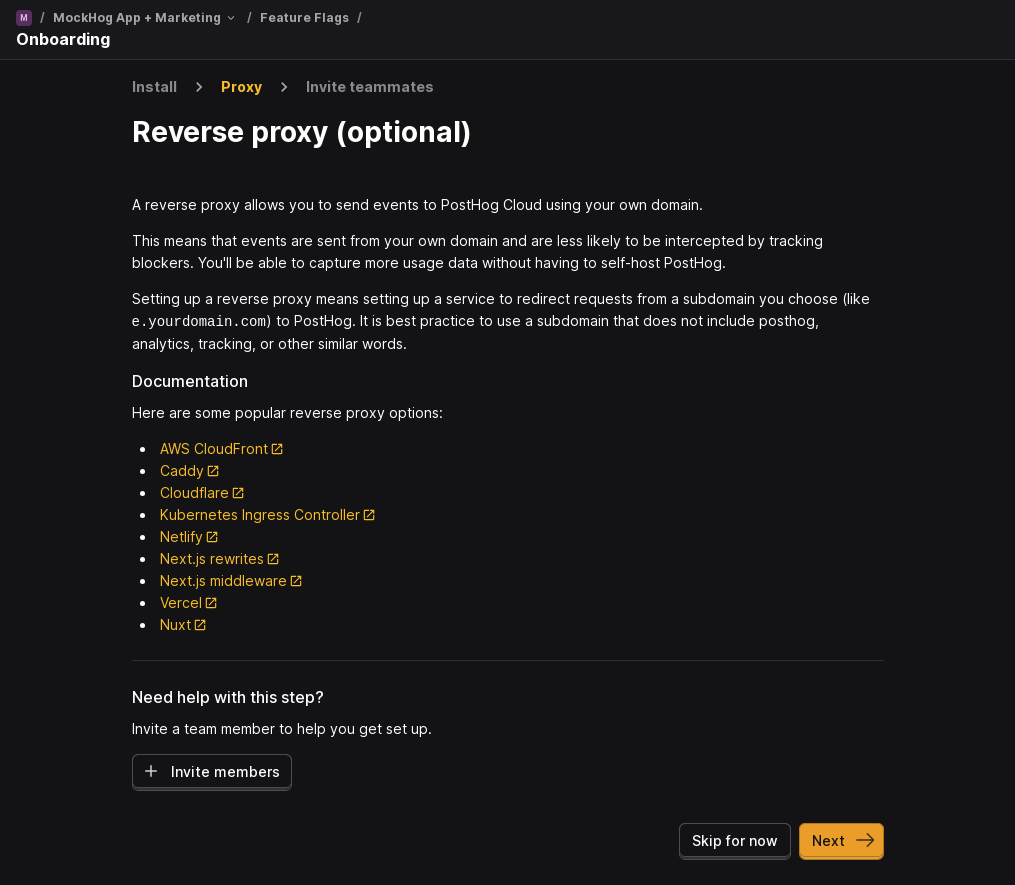 M / MockHog App + Marketing / Feature Flags /
Onboarding
Install Proxy Invite teammates
Reverse proxy (optional)
A reverse proxy allows you to send events to PostHog Cloud using your own domain.
This means that events are sent from your own domain and are less likely to be intercepted by tracking
blockers. You'll be able to capture more usage data without having to self-host PostHog.
Setting up a reverse proxy means setting up a service to redirect requests from a subdomain you choose (like
e.yourdomain.com) to PostHog. It is best practice to use a subdomain that does not include posthog,
analytics, tracking, or other similar words.
Documentation
Here are some popular reverse proxy options:
• AWS CloudFront
• Caddy
• Cloudflare
• Kubernetes Ingress Controller
• Netlify
• Next.js rewrites
• Next.js middleware
• Vercel
• Nuxt
Need help with this step?
Invite a team member to help you get set up.
Invite members
Skip for now Next